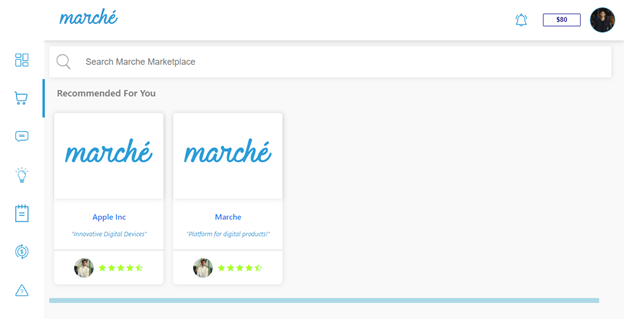 marché
$80
Search Marche Marketplace
Recommended For You
marché
marché
Apple Inc
Marche
"Innovative Digital Devices"
"Platform for digital products!"